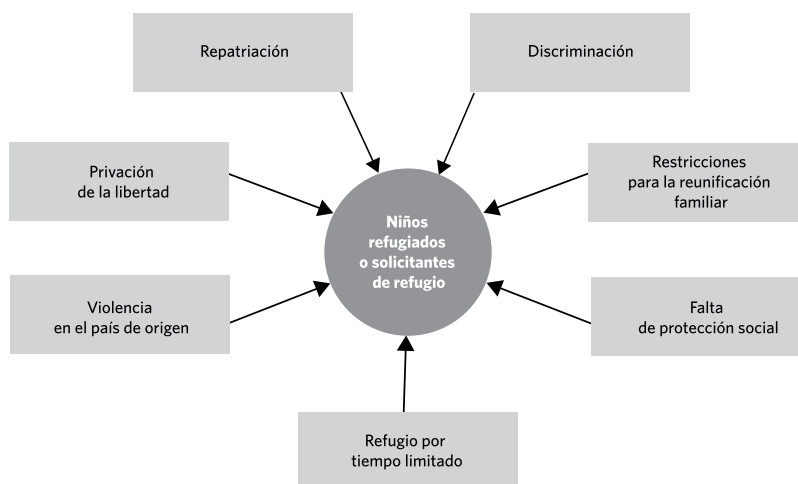 Repatriación
Discriminación
Privación
de la libertad
Restricciones
para la reunificación
familiar
Niños
refugiados
o solicitantes
de refugio
Violencia
en el país de origen
Falta
de protección social
Refugio por
tiempo limitado